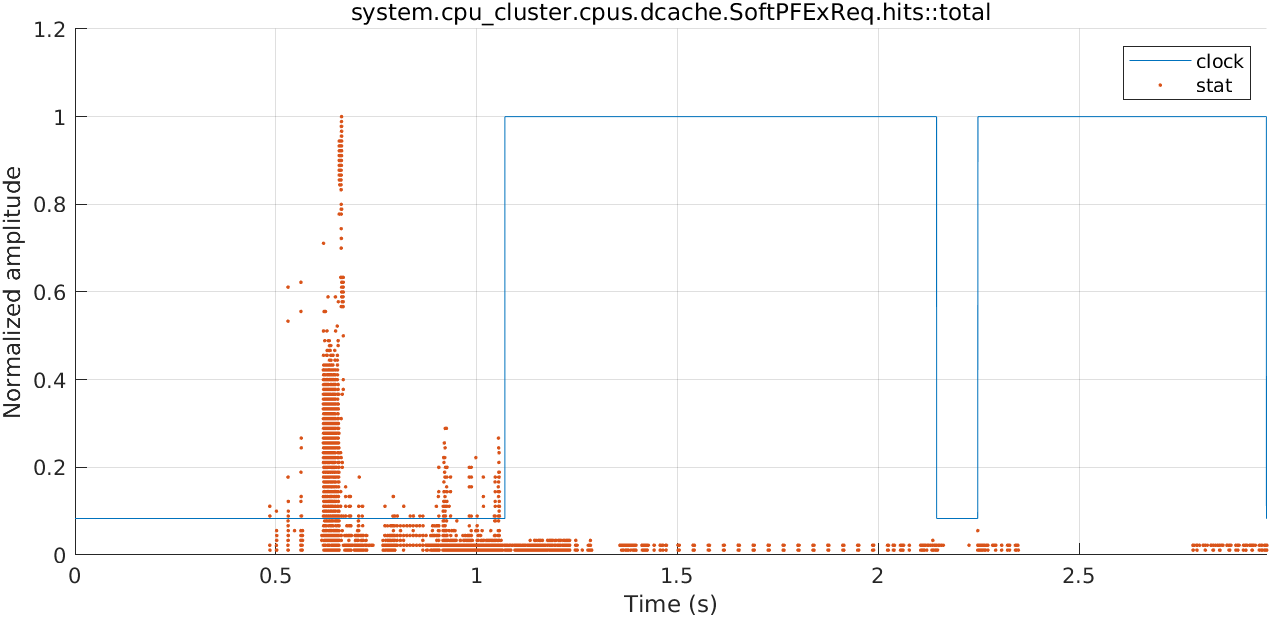 system.cpu_cluster.cpus.dcache.SoftPFExReq.hits::total
1.2
1
0.8
0.6
0.4
0.2
0
Normalized amplitude
clock
stat
0 0.5 1 1.5 2 2.5
Time (s)